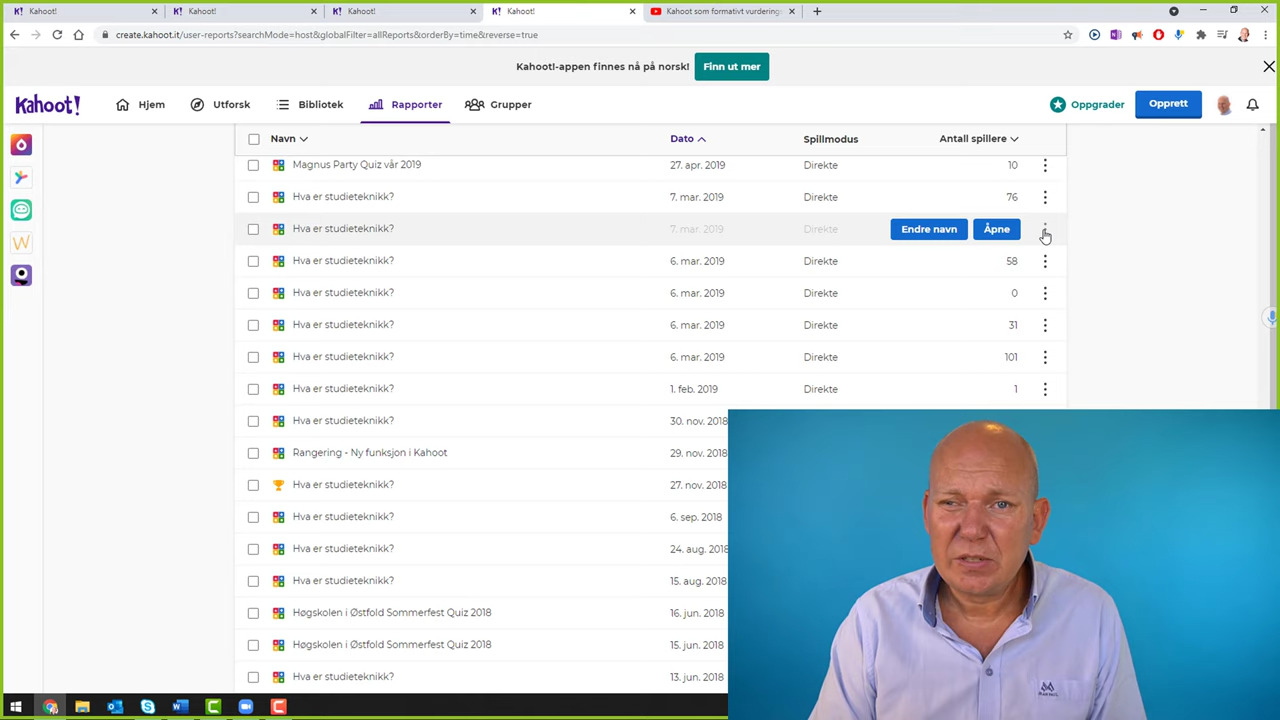 Kahoot!
Kahoot!
Kahoot!
Kahoot!
Kahoot som formativt vurdering
create.kahoot.it/user-reports?searchMode=host&globalFilter=allReports&orderBy=time&reverse=true
Kahoot!-appen finnes nå på norsk! Finn ut mer
Kahoot! Hjem Utforsk Bibliotek Rapporter Grupper Oppgrader Opprett
Navn Dato Spillmodus Antall spillere
Magnus Party Quiz vår 2019 27. apr. 2019 Direkte 10
Hva er studieteknikk? 7. mar. 2019 Direkte 76
Hva er studieteknikk? 7. mar. 2019 Direkte Endre navn Åpne
Hva er studieteknikk? 6. mar. 2019 Direkte 58
Hva er studieteknikk? 6. mar. 2019 Direkte 0
Hva er studieteknikk? 6. mar. 2019 Direkte 31
Hva er studieteknikk? 6. mar. 2019 Direkte 101
Hva er studieteknikk? 1. feb. 2019 Direkte 1
Hva er studieteknikk? 30. nov. 2018
Rangering - Ny funksjon i Kahoot 29. nov. 2018
Hva er studieteknikk? 27. nov. 2018
Hva er studieteknikk? 6. sep. 2018
Hva er studieteknikk? 24. aug. 2018
Hva er studieteknikk? 15. aug. 2018
Høgskolen i Østfold Sommerfest Quiz 2018 16. jun. 2018
Høgskolen i Østfold Sommerfest Quiz 2018 15. jun. 2018
Hva er studieteknikk? 13. jun. 2018